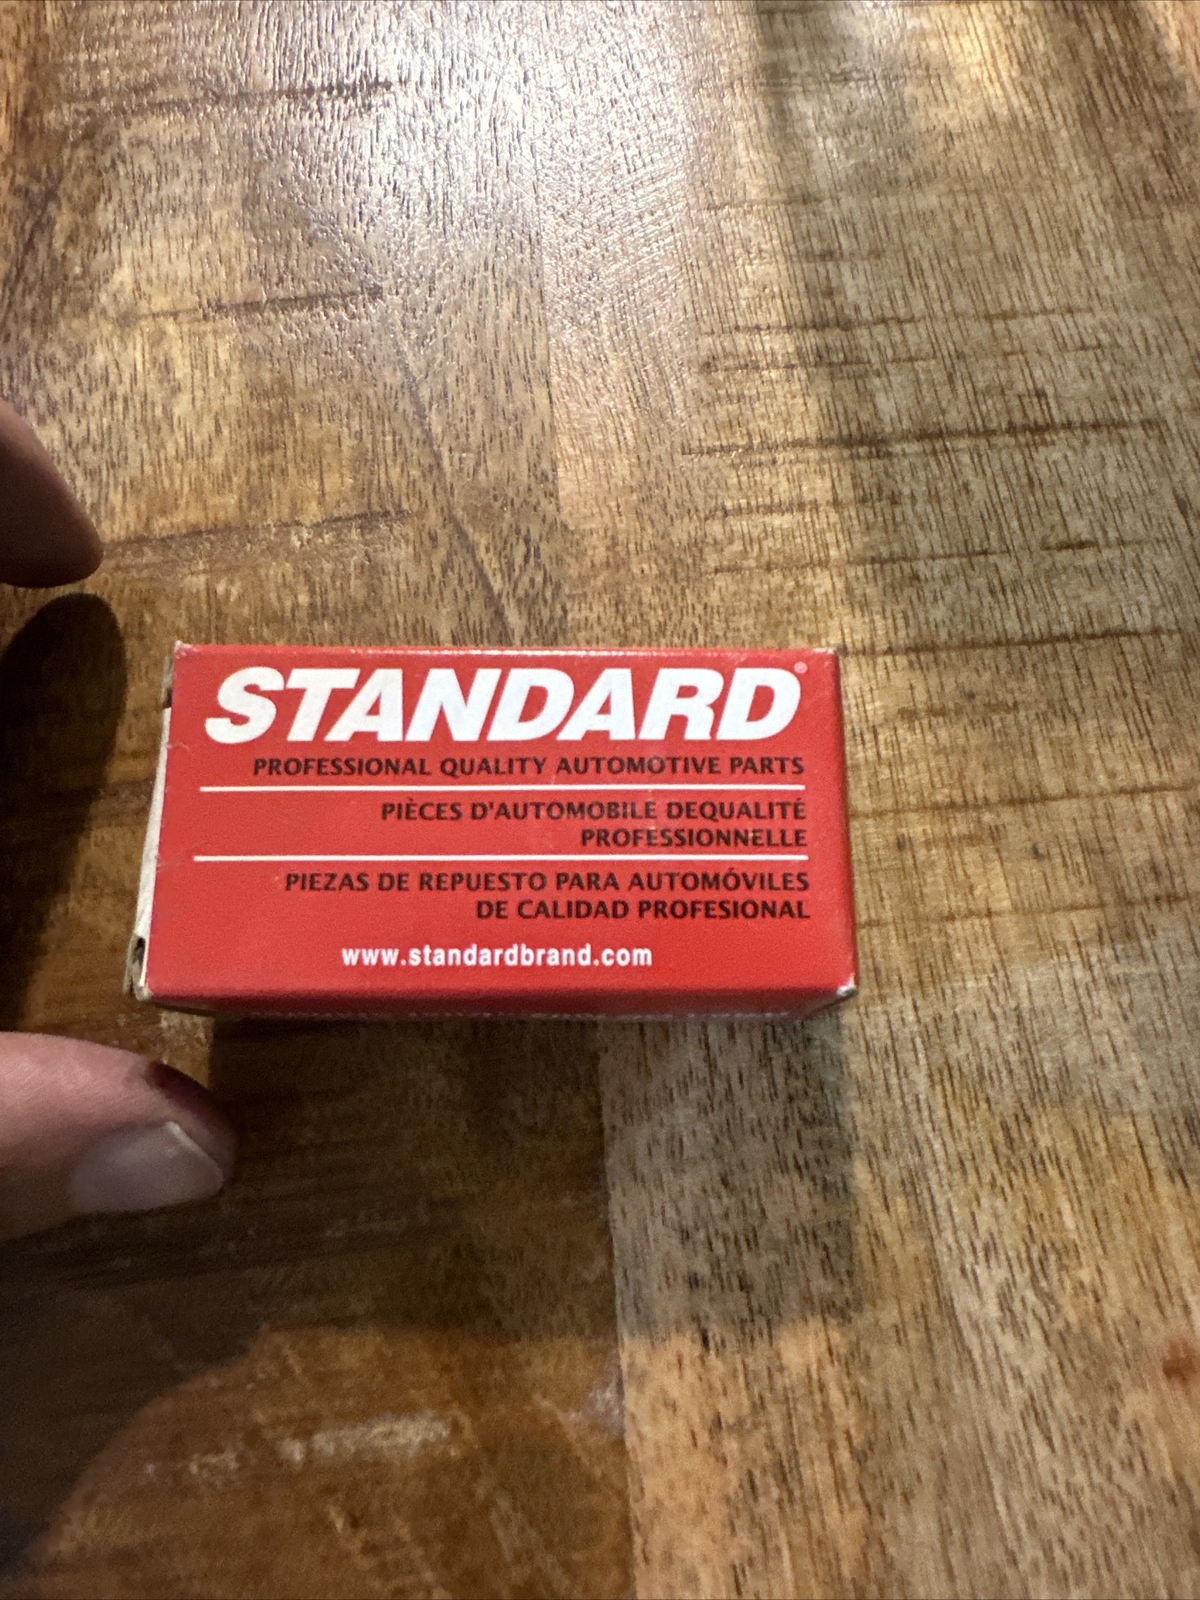 STANDARD®
PROFESSIONAL QUALITY AUTOMOTIVE PARTS
PIÈCES D'AUTOMOBILE DEQUALITÉ
PROFESSIONNELLE
PIEZAS DE REPUESTO PARA AUTOMÓVILES
DE CALIDAD PROFESIONAL
www.standardbrand.com